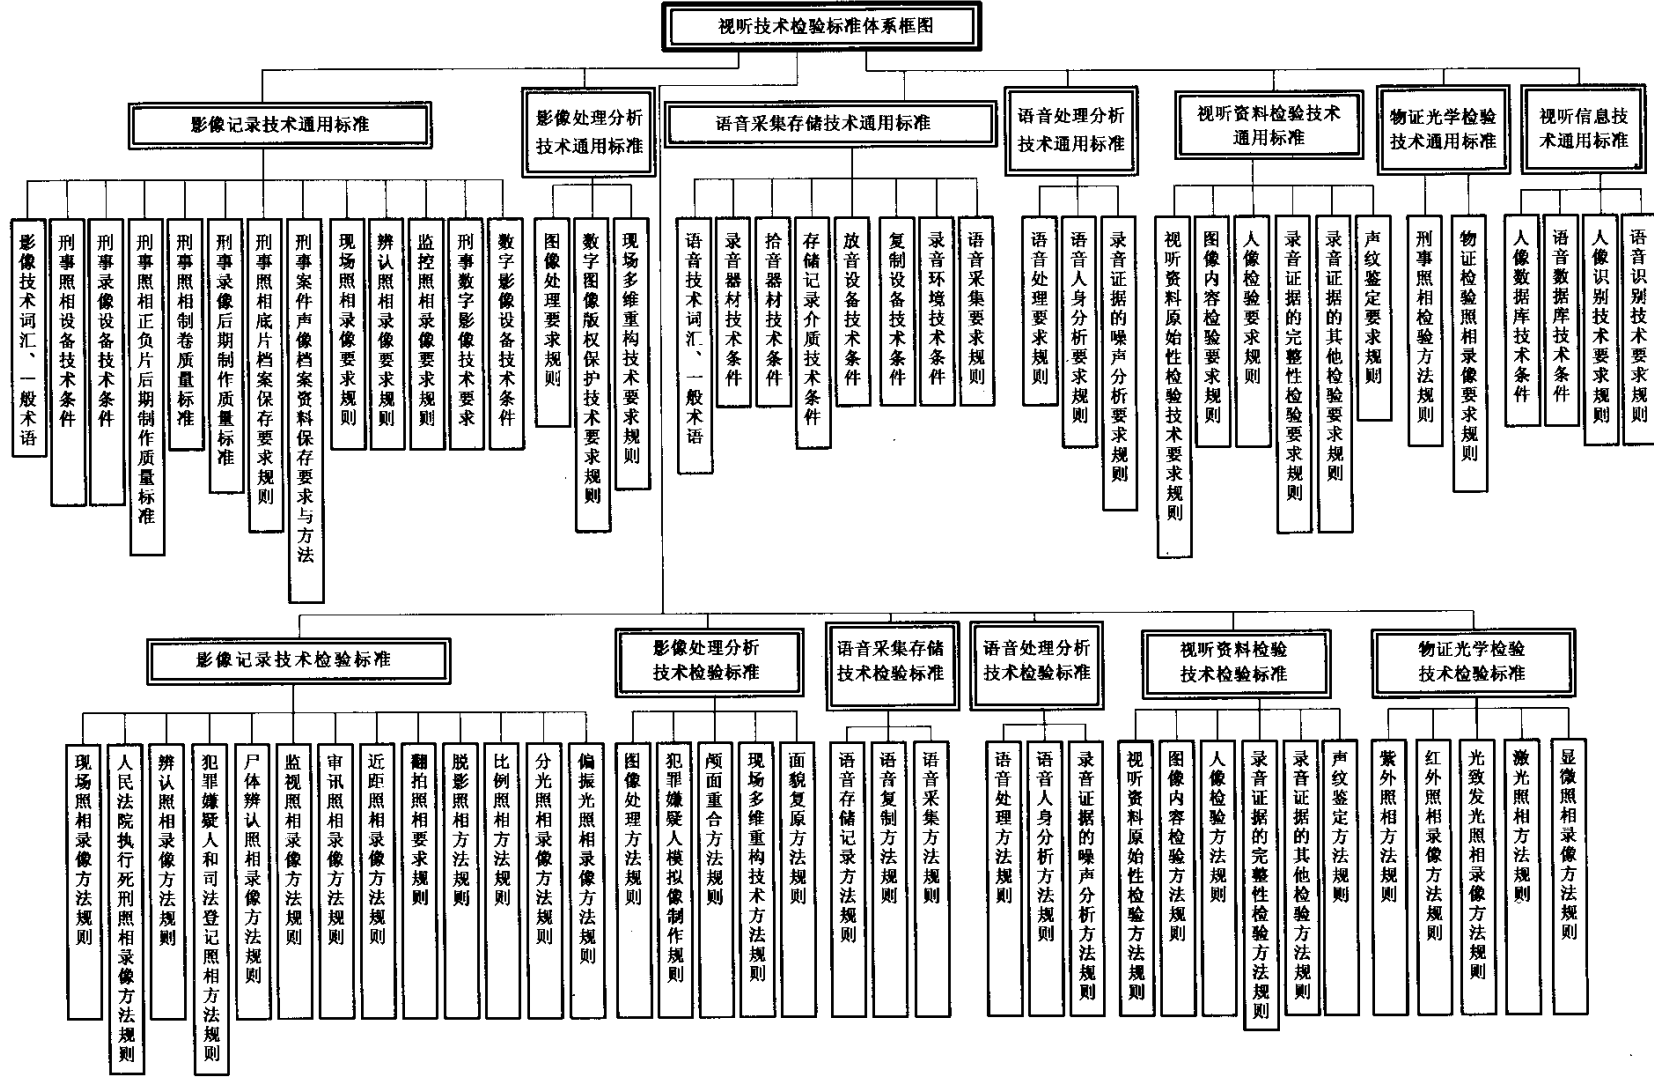 视听技术检验标准体系框图
影像记录技术通用标准
影像处理分析
技术通用标准
语音采集存储技术通用标准
语音处理分析
技术通用标准
视听资料检验技术
通用标准
物证光学检验
技术通用标准
视听信息技
术通用标准
影像技术词汇、一般术语
刑事照相设备技术条件
刑事录像设备技术条件
刑事照相正负片后期制作质量标准
刑事照相制卷质量标准
刑事录像后期制作质量标准
刑事照相底片档案保存要求规则
刑事案件声像档案资料保存要求与方法
现场照相录像要求规则
辨认照相录像要求规则
监控照相录像要求规则
刑事数字影像技术要求
数字影像设备技术条件
图像处理要求规则
数字图像版权保护技术要求规则
现场多维重构技术要求规则
语音技术词汇、一般术语
录音器材技术条件
拾音器材技术条件
存储记录介质技术条件
放音设备技术条件
复制设备技术条件
录音环境技术条件
语音采集要求规则
语音处理要求规则
语音人身分析要求规则
录音证据的噪声分析要求规则
视听资料原始性检验技术要求规则
图像内容检验要求规则
人像检验要求规则
录音证据的完整性检验要求规则
录音证据的其他检验要求规则
声纹鉴定要求规则
刑事照相检验方法规则
物证检验照相录像要求规则
人像数据库技术条件
语音数据库技术条件
人像识别技术要求规则
语音识别技术要求规则
影像记录技术检验标准
影像处理分析
技术检验标准
语音采集存储
技术检验标准
语音处理分析
技术检验标准
视听资料检验
技术检验标准
物证光学检验
技术检验标准
现场照相录像方法规则
人民法院执行死刑照相录像方法规则
辨认照相录像方法规则
犯罪嫌疑人和司法登记照相方法规则
尸体辨认照相录像方法规则
监视照相录像方法规则
审讯照相录像方法规则
近距照相录像方法规则
翻拍照相要求规则
脱影照相方法规则
比例照相方法规则
分光照相录像方法规则
偏振光照相录像方法规则
图像处理方法规则
犯罪嫌疑人模拟像制作规则
颅面重合方法规则
现场多维重构技术方法规则
面貌复原方法规则
语音存储记录方法规则
语音复制方法规则
语音采集方法规则
语音处理方法规则
语音人身分析方法规则
录音证据的噪声分析方法规则
视听资料原始性检验方法规则
图像内容检验方法规则
人像检验方法规则
录音证据的完整性检验方法规则
录音证据的其他检验方法规则
声纹鉴定方法规则
紫外照相方法规则
红外照相录像方法规则
光致发光照相录像方法规则
激光照相方法规则
显微照相录像方法规则